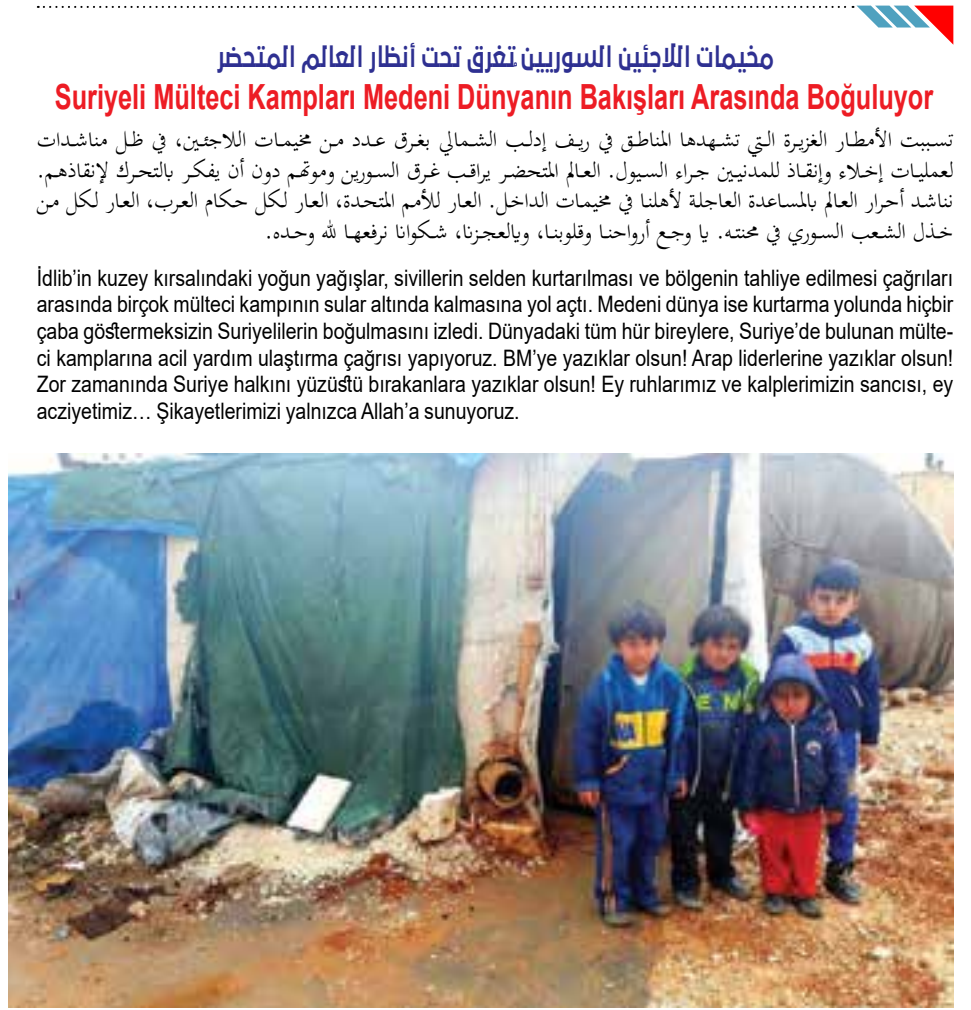 مخيمات اللاجئين السوريين تغرق تحت أنظار العالم المتحضر
Suriyeli Mülteci Kampları Medeni Dünyanın Bakışları Arasında Boğuluyor
تسببت الأمطار الغزيرة التي تشهدها المناطق في ريف إدلب الشمالي بغرق عدد من مخيمات اللاجئين، في ظل مناشدات
لعمليات إخلاء وإنقاذ للمدنيين جراء السيول. العالم المتحضر يراقب غرق السورين وموتهم دون أن يفكر بالتحرك لإنقاذهم.
نناشد أحرار العالم بالمساعدة العاجلة لأهلنا في مخيمات الداخل. العار للأمم المتحدة، العار لكل حكام العرب، العار لكل من
خذل الشعب السوري في محنته. يا وجع أرواحنا وقلوبنا، ويالعجزنا، شكوانا نرفعها لله وحده.
İdlib’in kuzey kırsalındaki yoğun yağışlar, sivillerin selden kurtarılması ve bölgenin tahliye edilmesi çağrıları
arasında birçok mülteci kampının sular altında kalmasına yol açtı. Medeni dünya ise kurtarma yolunda hiçbir
çaba göstermeksizin Suriyelilerin boğulmasını izledi. Dünyadaki tüm hür bireylere, Suriye’de bulunan mülte-
ci kamplarına acil yardım ulaştırma çağrısı yapıyoruz. BM’ye yazıklar olsun! Arap liderlerine yazıklar olsun!
Zor zamanında Suriye halkını yüzüstü bırakanlara yazıklar olsun! Ey ruhlarımız ve kalplerimizin sancısı, ey
acziyetimiz… Şikayetlerimizi yalnızca Allah’a sunuyoruz.